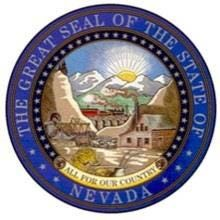 THE GREAT SEAL OF THE STATE OF
NEVADA
ALL FOR OUR COUNTRY